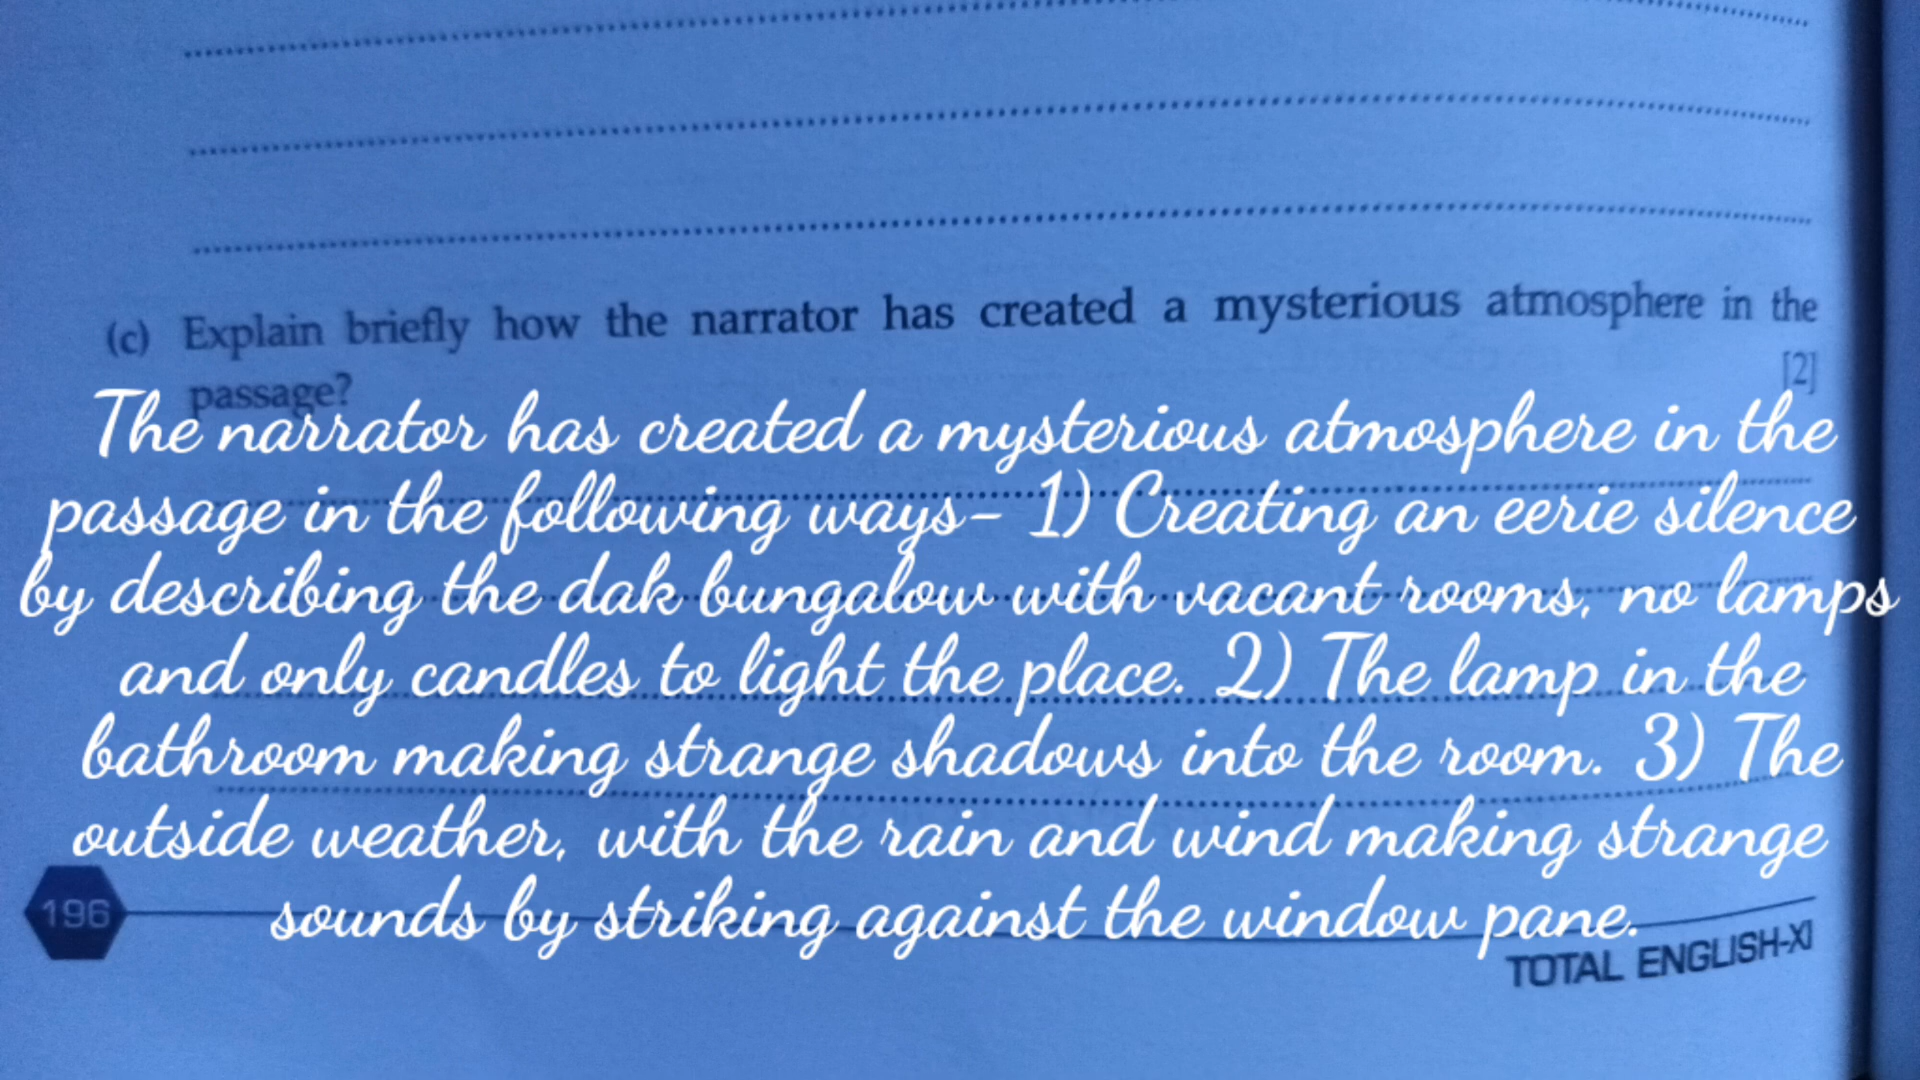 (c) Explain briefly how the narrator has created a mysterious atmosphere in the
passage? [2]
The narrator has created a mysterious atmosphere in the
passage in the following ways- 1) Creating an eerie silence
by describing the dak bungalow with vacant rooms, no lamps
and only candles to light the place. 2) The lamp in the
bathroom making strange shadows into the room. 3) The
outside weather, with the rain and wind making strange
sounds by striking against the window pane.
196
TOTAL ENGLISH-XI